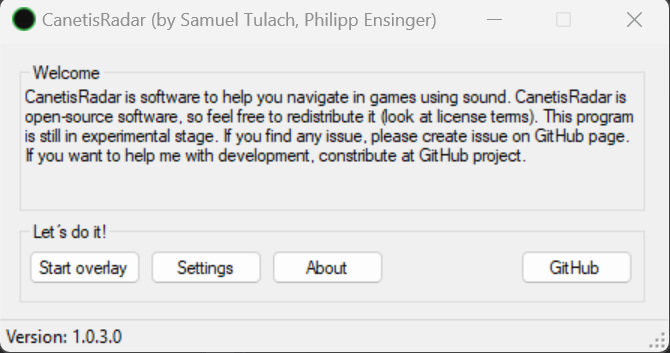 CanetisRadar (by Samuel Tulach, Philipp Ensinger)
Welcome
CanetisRadar is software to help you navigate in games using sound. CanetisRadar is
open-source software, so feel free to redistribute it (look at license terms). This program
is still in experimental stage. If you find any issue, please create issue on GitHub page.
If you want to help me with development, constribute at GitHub project.
Let´s do it!
Start overlay Settings About GitHub
Version: 1.0.3.0